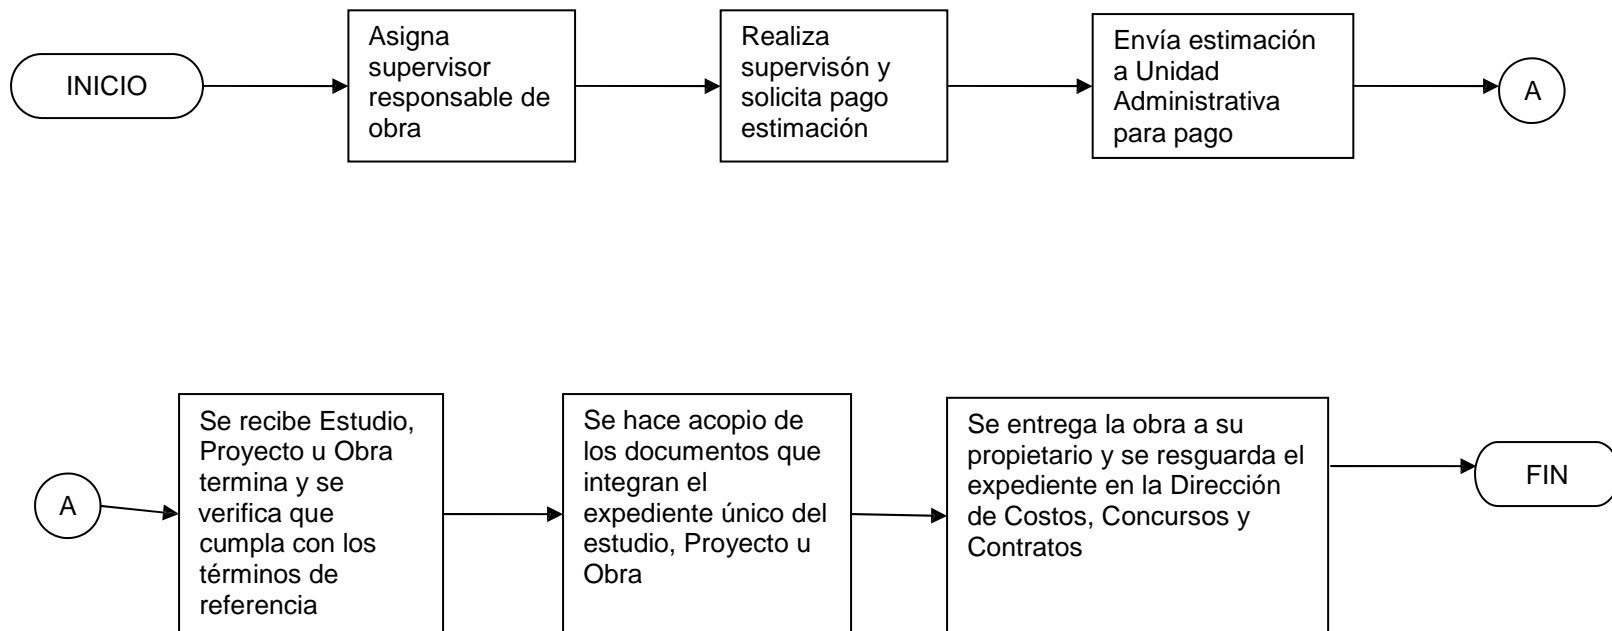 INICIO
Asigna
supervisor
responsable de
obra
Realiza
supervisón y
solicita pago
estimación
Envía estimación
a Unidad
Administrativa
para pago
A
A
Se recibe Estudio,
Proyecto u Obra
termina y se
verifica que
cumpla con los
términos de
referencia
Se hace acopio de
los documentos que
integran el
expediente único del
estudio, Proyecto u
Obra
Se entrega la obra a su
propietario y se resguarda el
expediente en la Dirección
de Costos, Concursos y
Contratos
FIN